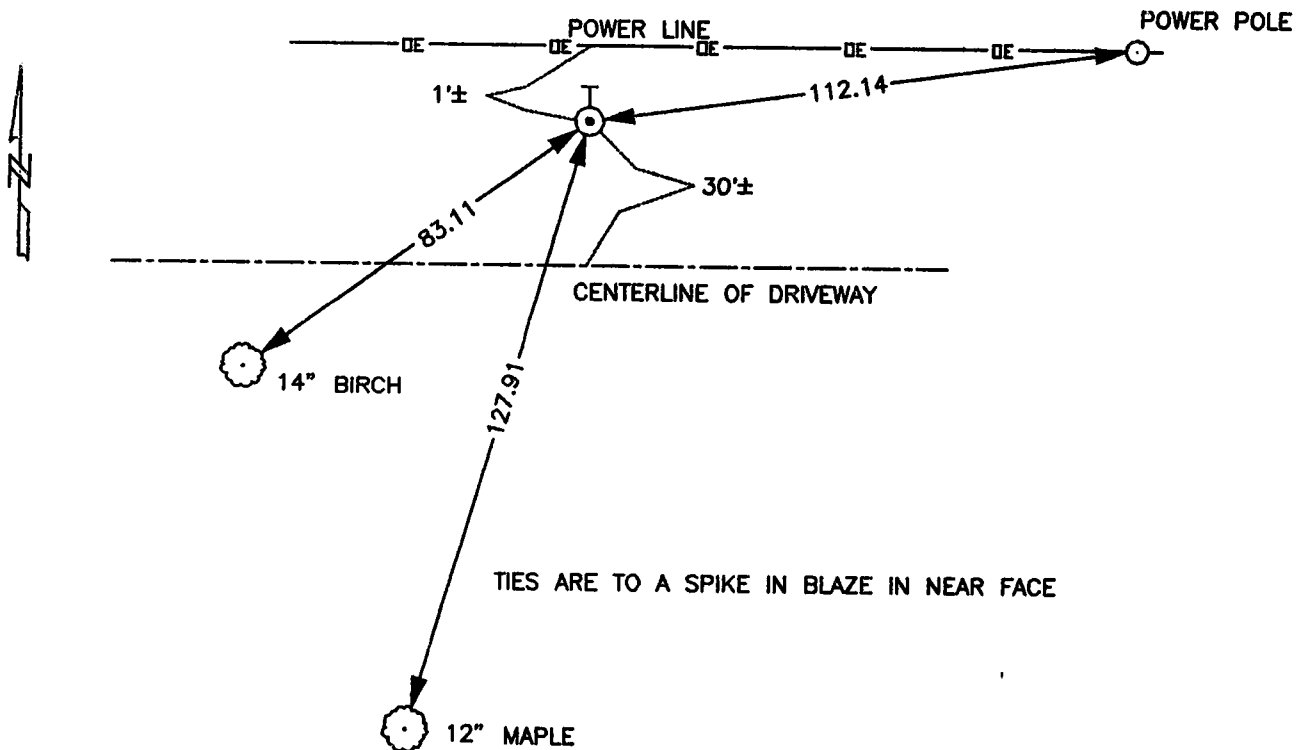 POWER POLE
POWER LINE
OE OE OE OE OE
112.14
1'±
N
30'±
83.11
CENTERLINE OF DRIVEWAY
14" BIRCH
127.91
TIES ARE TO A SPIKE IN BLAZE IN NEAR FACE
12" MAPLE